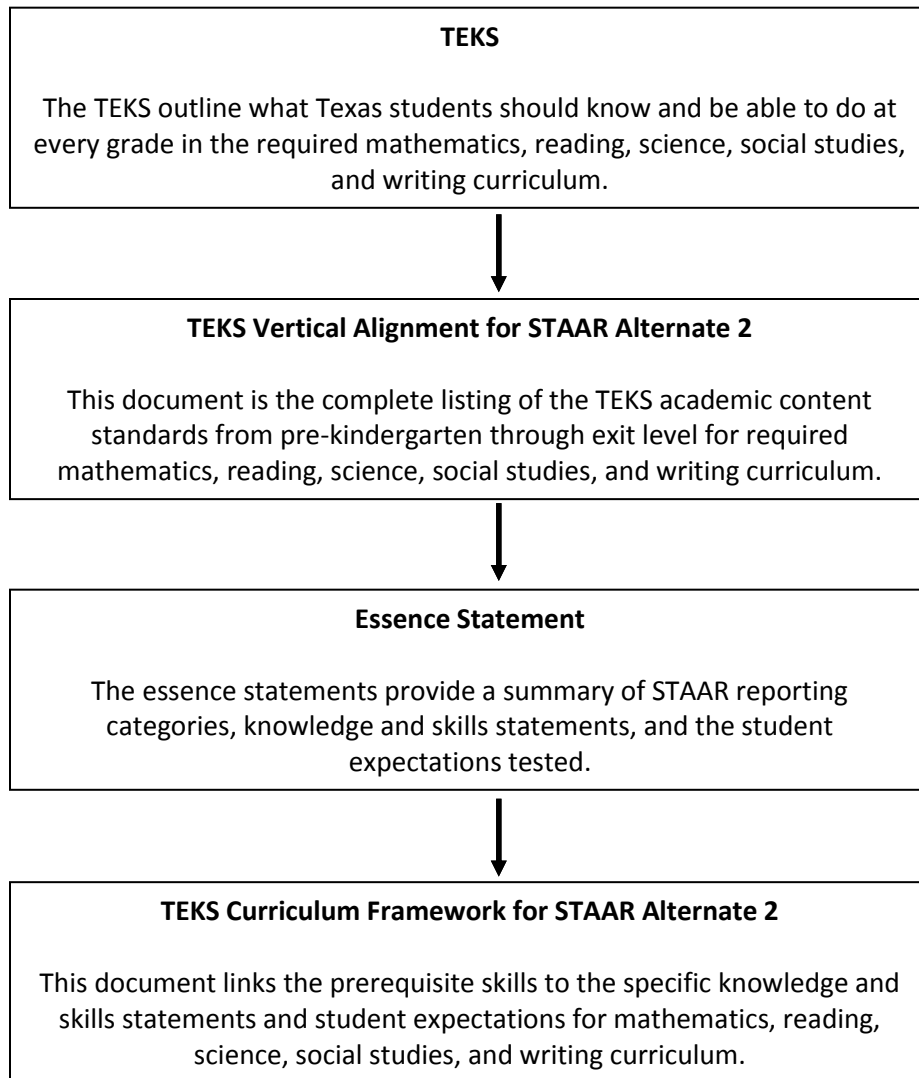 TEKS
The TEKS outline what Texas students should know and be able to do at
every grade in the required mathematics, reading, science, social studies,
and writing curriculum.
TEKS Vertical Alignment for STAAR Alternate 2
This document is the complete listing of the TEKS academic content
standards from pre-kindergarten through exit level for required
mathematics, reading, science, social studies, and writing curriculum.
Essence Statement
The essence statements provide a summary of STAAR reporting
categories, knowledge and skills statements, and the student
expectations tested.
TEKS Curriculum Framework for STAAR Alternate 2
This document links the prerequisite skills to the specific knowledge and
skills statements and student expectations for mathematics, reading,
science, social studies, and writing curriculum.